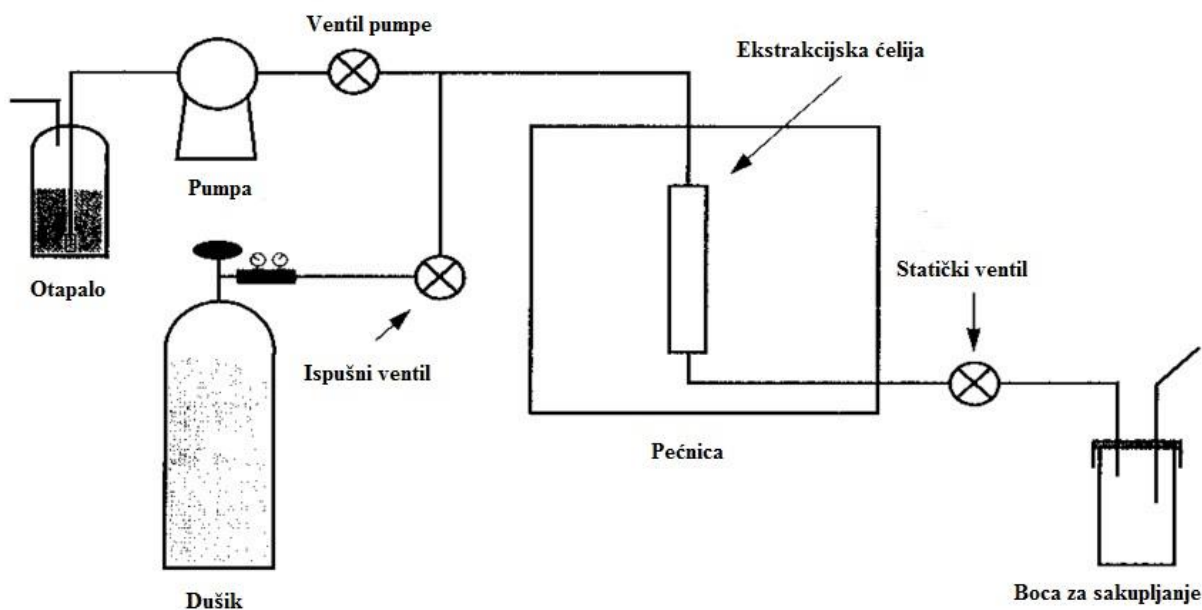 Ventil pumpe
Ekstrakcijska ćelija
Pumpa
Otapalo
Statički ventil
Ispušni ventil
Pećnica
Dušik
Boca za sakupljanje